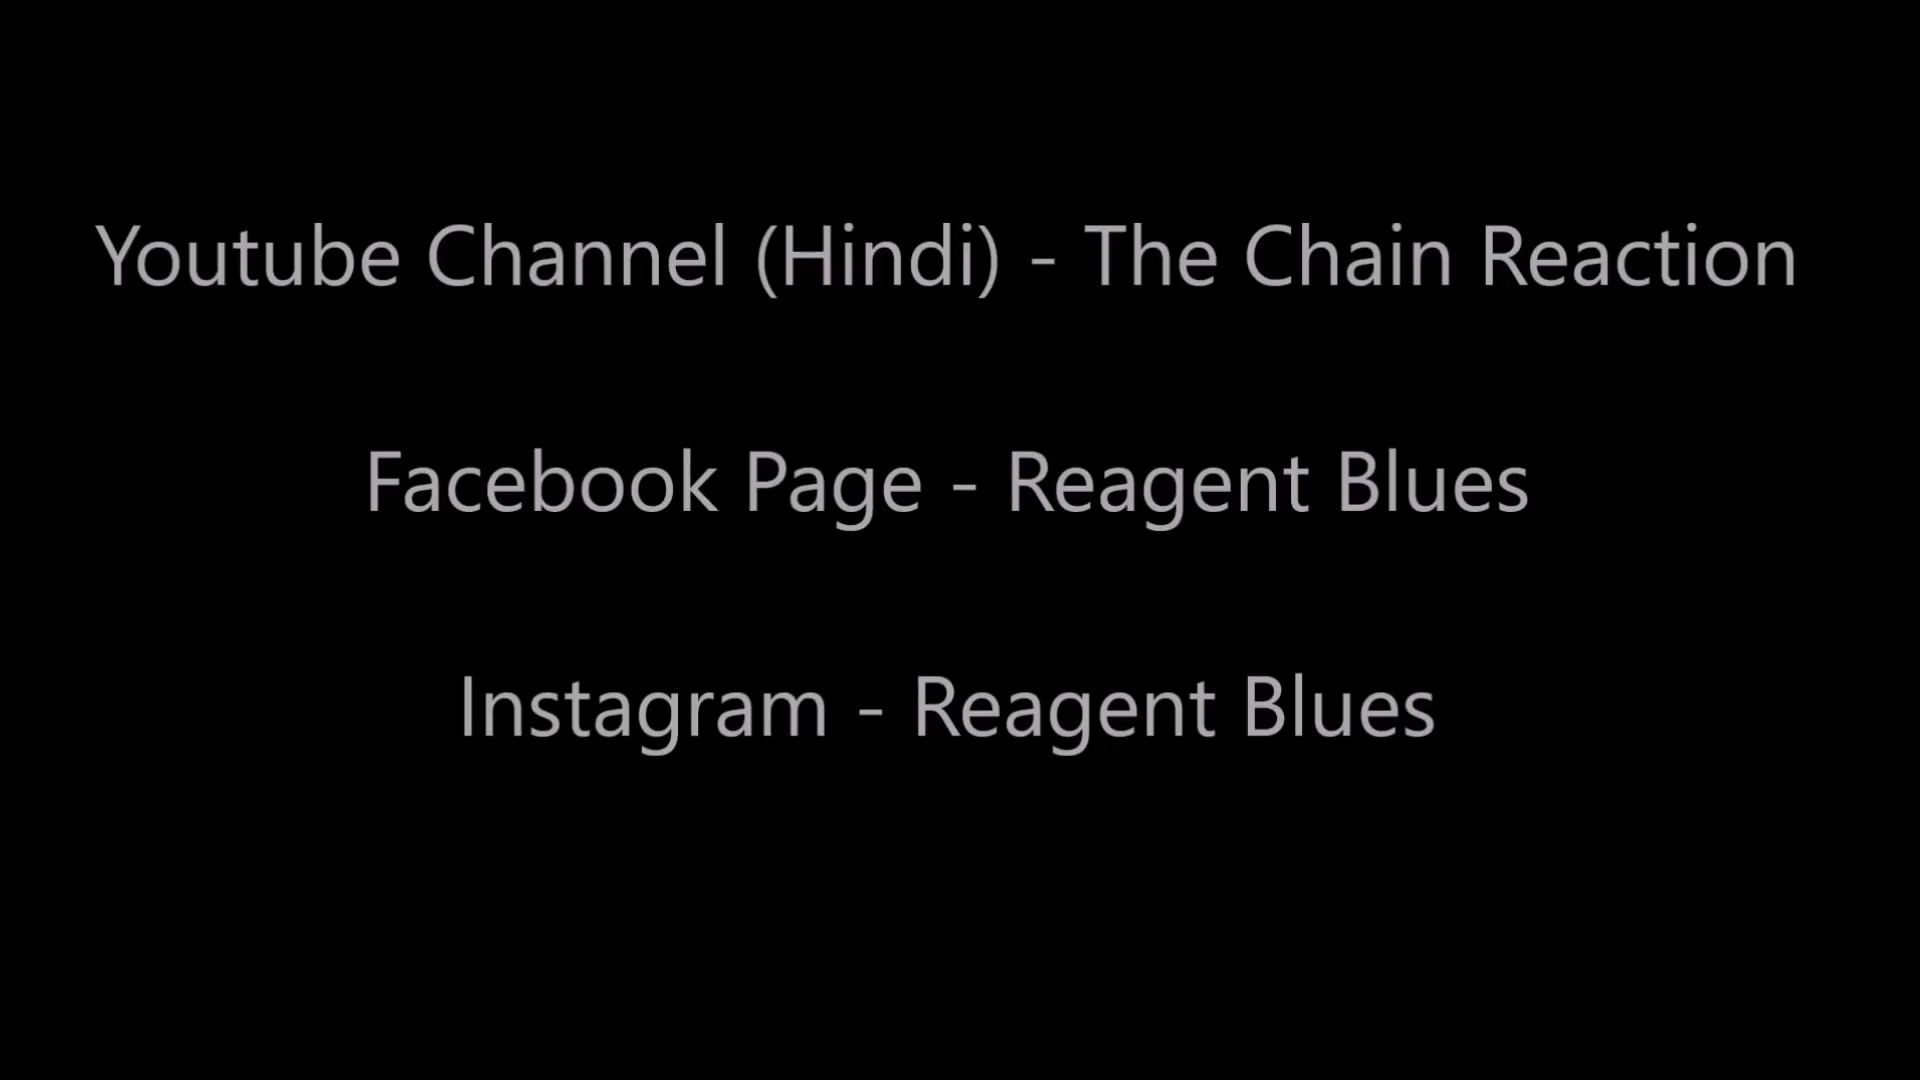 Youtube Channel (Hindi) - The Chain Reaction
Facebook Page - Reagent Blues
Instagram - Reagent Blues